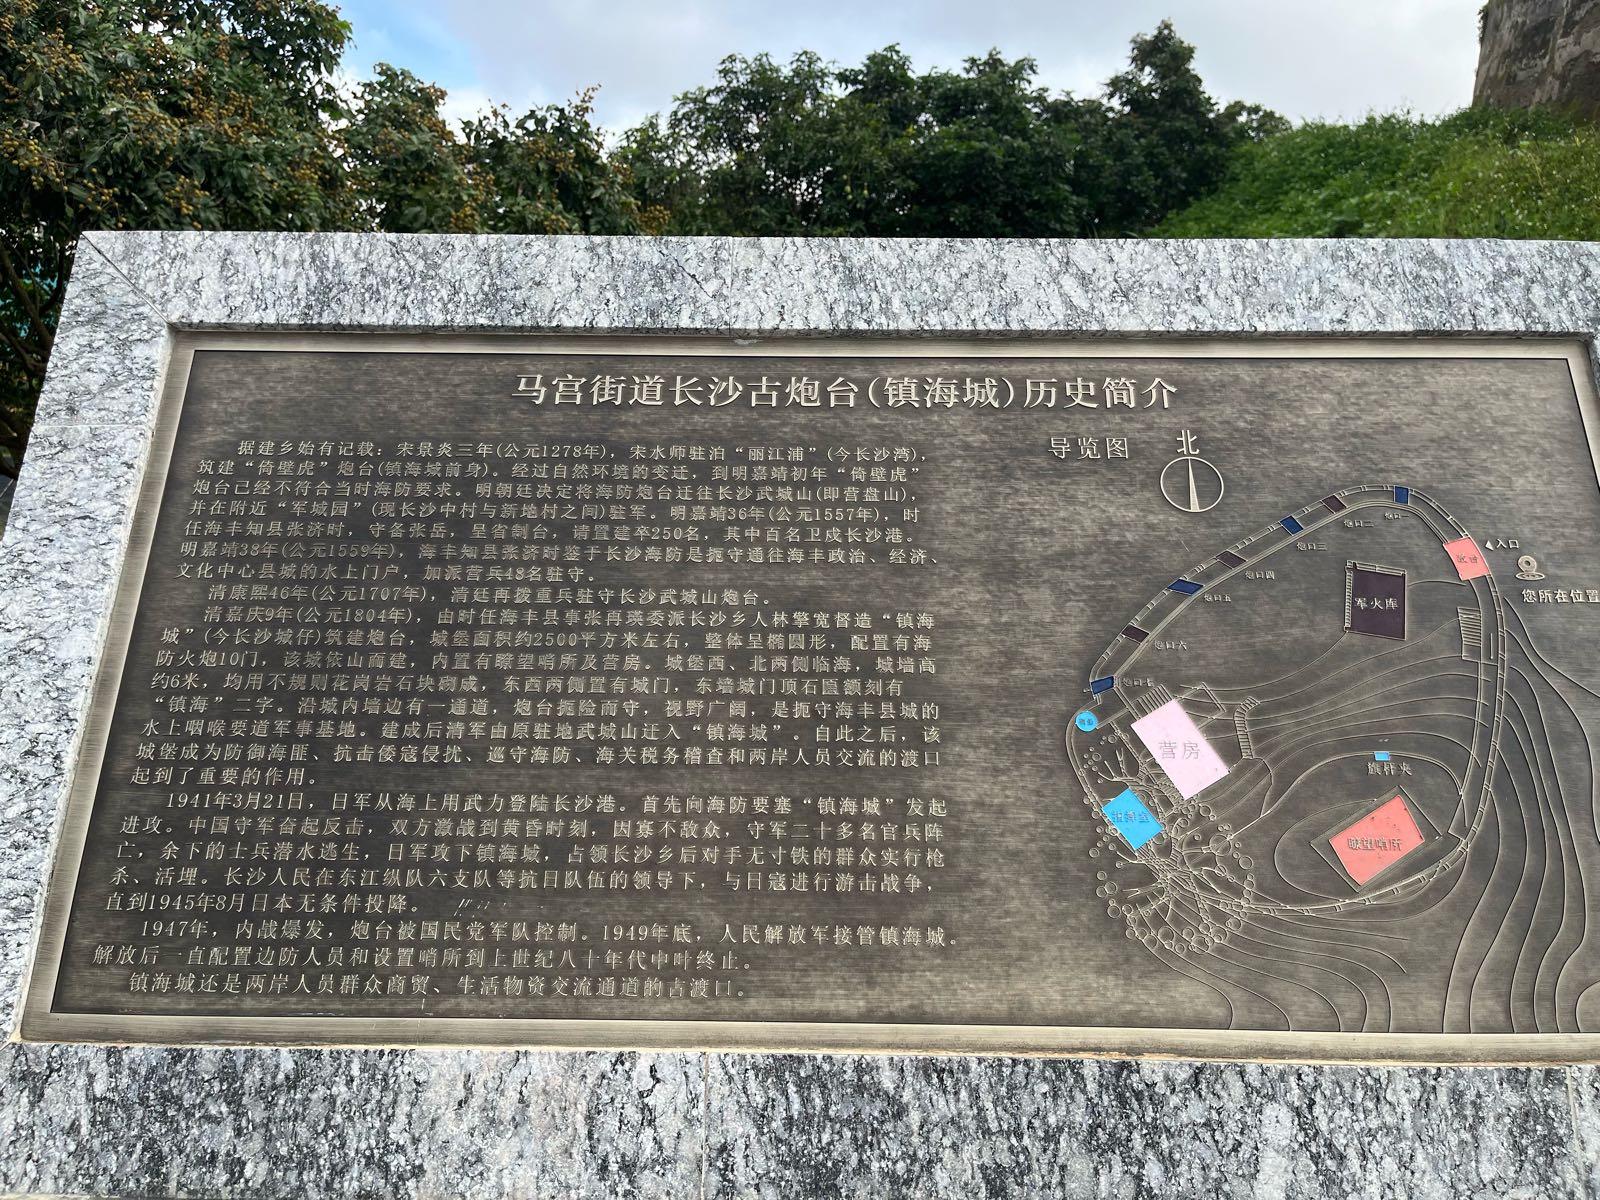 马宫街道长沙古炮台(镇海城)历史简介
据建乡始有记载：宋景炎三年(公元1278年)，宋水师驻泊“丽江浦”(今长沙湾)，
筑建“倚壁虎”炮台(镇海城前身)。经过自然环境的变迁，到明嘉靖初年“倚壁虎”
炮台已经不符合当时海防要求。明朝廷决定将海防炮台迁往长沙武城山(即营盘山)，
并在附近“军城园”(现长沙中村与新地村之间)驻军。明嘉靖36年(公元1557年)，时
任海丰知县张济时，守备张岳，呈省制台，请置建卒250名，其中百名卫戍长沙港。
明嘉靖38年(公元1559年)，海丰知县张济时鉴于长沙海防是扼守通往海丰政治、经济、
文化中心县城的水上门户，加派营兵48名驻守。
清康熙46年(公元1707年)，清廷再拨重兵驻守长沙武城山炮台。
清嘉庆9年(公元1804年)，由时任海丰县事张再瑛委派长沙乡人林擎宽督造“镇海
城”(今长沙城仔)筑建炮台，城堡面积约2500平方米左右，整体呈椭圆形，配置有海
防火炮10门，该城依山而建，内置有瞭望哨所及营房。城堡西、北两侧临海，城墙高
约6米，均用不规则花岗岩石块砌成，东西两侧置有城门，东墙城门顶石匾额刻有
“镇海”二字。沿城内墙边有一通道，炮台扼险而守，视野广阔，是扼守海丰县城的
水上咽喉要道军事基地。建成后清军由原驻地武城山迁入“镇海城”。自此之后，该
城堡成为防御海匪、抗击倭寇侵扰、巡守海防、海关税务稽查和两岸人员交流的渡口
起到了重要的作用。
1941年3月21日，日军从海上用武力登陆长沙港。首先向海防要塞“镇海城”发起
进攻。中国守军奋起反击，双方激战到黄昏时刻，因寡不敌众，守军二十多名官兵阵
亡，余下的士兵潜水逃生，日军攻下镇海城，占领长沙乡后对手无寸铁的群众实行枪
杀、活埋。长沙人民在东江纵队六支队等抗日队伍的领导下，与日寇进行游击战争，
直到1945年8月日本无条件投降。
1947年，内战爆发，炮台被国民党军队控制。1949年底，人民解放军接管镇海城。
解放后一直配置边防人员和设置哨所到上世纪八十年代中叶终止。
镇海城还是两岸人员群众商贸、生活物资交流通道的古渡口。
导览图
北
炮口一
炮口二
炮口三
炮口四
炮口五
炮口六
炮口七
入口
您所在位置
军火库
营房
旗杆夹
瞭望哨所